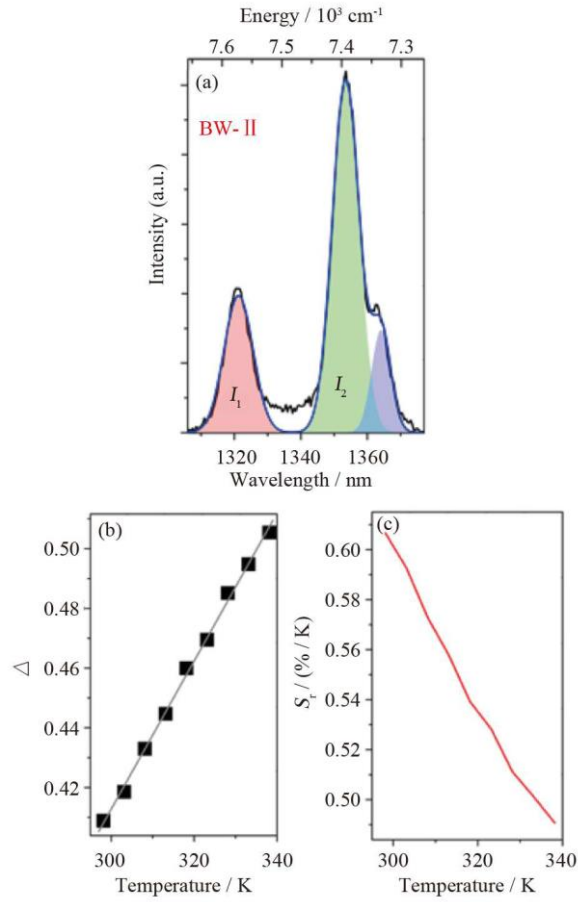 Energy / 10³ cm⁻¹
7.6 7.5 7.4 7.3
(a)
BW-Ⅱ
Intensity (a.u.)
I₁
I₂
1320 1340 1360
Wavelength / nm
(b)
0.50
0.48
0.46
0.44
0.42
△
300 320 340
Temperature / K
(c)
0.60
0.58
0.56
0.54
0.52
0.50
Sᵣ / (% / K)
300 320 340
Temperature / K